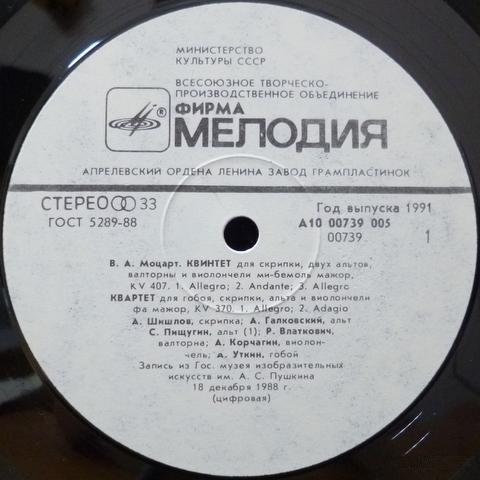 МИНИСТЕРСТВО
КУЛЬТУРЫ СССР
ВСЕСОЮЗНОЕ ТВОРЧЕСКО-
ПРОИЗВОДСТВЕННОЕ ОБЪЕДИНЕНИЕ
®
ФИРМА
МЕЛОДИЯ
АПРЕЛЕВСКИЙ ОРДЕНА ЛЕНИНА ЗАВОД ГРАМПЛАСТИНОК
СТЕРЕО 33
Год выпуска 1991
ГОСТ 5289-88
А10 00739 005
00739
1
В. А. Моцарт. КВИНТЕТ для скрипки, двух альтов,
валторны и виолончели ми-бемоль мажор,
KV 407. 1. Allegro; 2. Andante; 3. Allegro
КВАРТЕТ для гобоя, скрипки, альта и виолончели
фа мажор, KV 370. 1. Allegro; 2. Adagio
А. Шишлов, скрипка; А. Галковский, альт
С. Пищугин, альт (1); Р. Влаткович,
валторна; А. Корчагин, виолон-
чель; А. Уткин, гобой
Запись из Гос. музея изобразительных
искусств им. А. С. Пушкина
18 декабря 1988 г.
(цифровая)